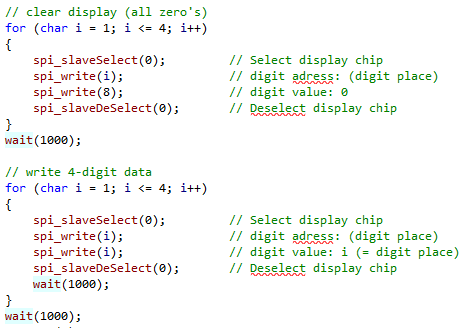 // clear display (all zero's)
for (char i = 1; i <= 4; i++)
{
    spi_slaveSelect(0);         // Select display chip
    spi_write(i);               // digit adress: (digit place)
    spi_write(8);               // digit value: 0
    spi_slaveDeSelect(0);       // Deselect display chip
}
wait(1000);

// write 4-digit data
for (char i = 1; i <= 4; i++)
{
    spi_slaveSelect(0);         // Select display chip
    spi_write(i);               // digit adress: (digit place)
    spi_write(i);               // digit value: i (= digit place)
    spi_slaveDeSelect(0);       // Deselect display chip
    wait(1000);
}
wait(1000);